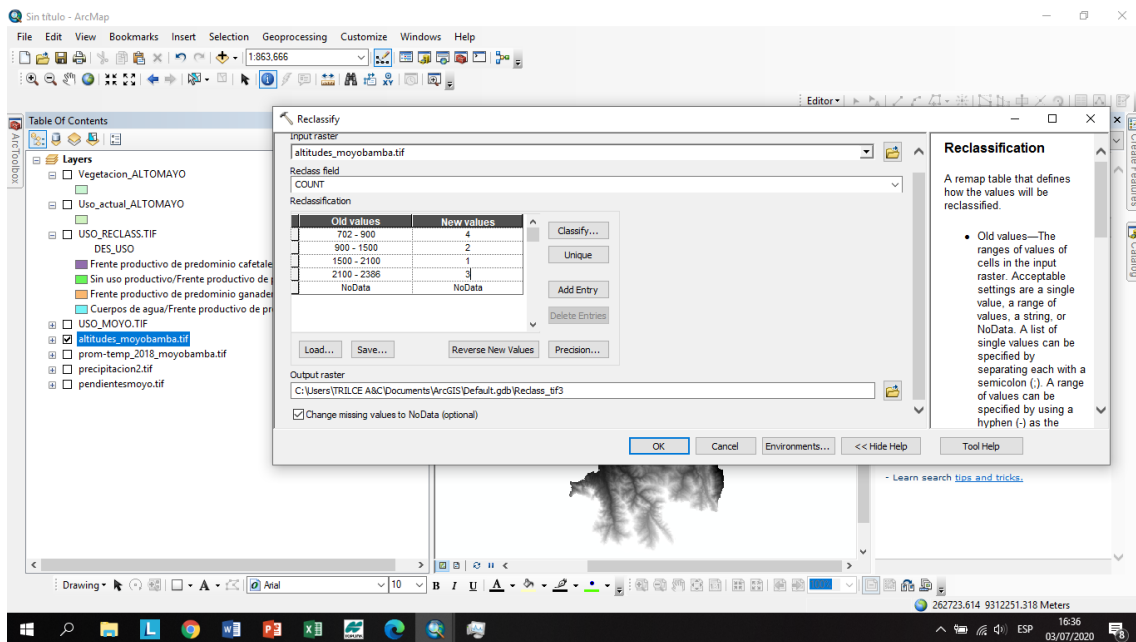 Sin título - ArcMap
File Edit View Bookmarks Insert Selection Geoprocessing Customize Windows Help
1:863,666
Editor
Table Of Contents
ArcToolbox
Layers
Vegetacion_ALTOMAYO
Uso_actual_ALTOMAYO
USO_RECLASS.TIF
DES_USO
Frente productivo de predominio cafetale
Sin uso productivo/Frente productivo de p
Frente productivo de predominio ganader
Cuerpos de agua/Frente productivo de pr
USO_MOYO.TIF
altitudes_moyobamba.tif
prom-temp_2018_moyobamba.tif
precipitacion2.tif
pendientesmoyo.tif
Reclassify
Input raster
altitudes_moyobamba.tif
Reclass field
COUNT
Reclassification
Old values New values
702 - 900 4
900 - 1500 2
1500 - 2100 1
2100 - 2386 3
NoData NoData
Classify...
Unique
Add Entry
Delete Entries
Load... Save... Reverse New Values Precision...
Output raster
C:\Users\TRILCE A&C\Documents\ArcGIS\Default.gdb\Reclass_tif3
Change missing values to NoData (optional)
OK Cancel Environments... << Hide Help Tool Help
Reclassification
A remap table that defines
how the values will be
reclassified.
• Old values—The
ranges of values of
cells in the input
raster. Acceptable
settings are a single
value, a range of
values, a string, or
NoData. A list of
single values can be
specified by
separating each with a
semicolon (;). A range
of values can be
specified by using a
hyphen (-) as the
Create Features
Catalog
- Learn search tips and tricks.
Drawing A Arial 10 B I U A
262723.614 9312251.318 Meters
ESP
16:36
03/07/2020
8